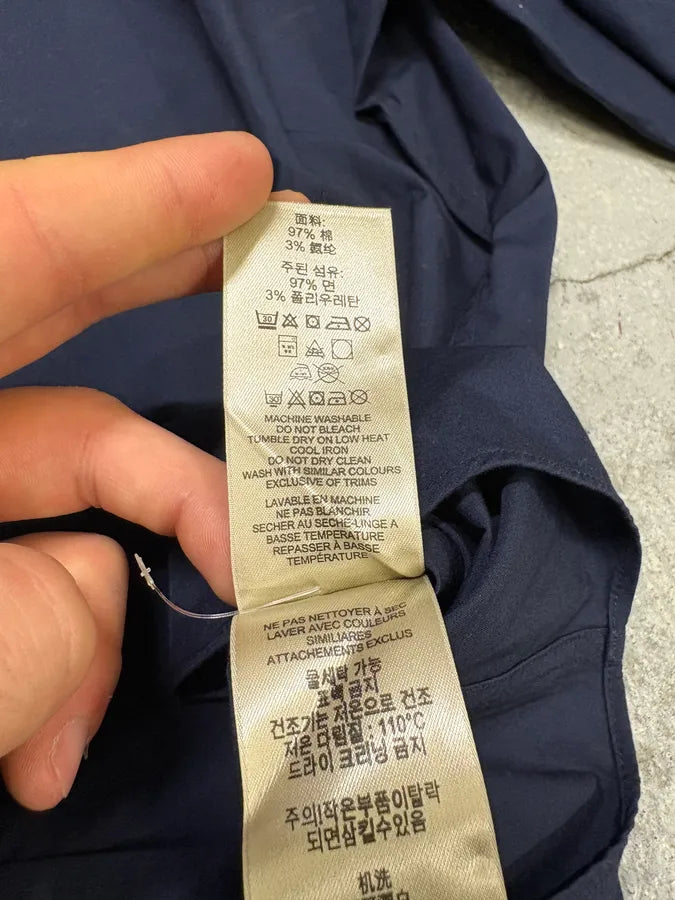 面料:
97% 棉
3% 氨纶
주된 섬유:
97% 면
3% 폴리우레탄
30
30
MACHINE WASHABLE
DO NOT BLEACH
TUMBLE DRY ON LOW HEAT
COOL IRON
DO NOT DRY CLEAN
WASH WITH SIMILAR COLOURS
EXCLUSIVE OF TRIMS
LAVABLE EN MACHINE
NE PAS BLANCHIR
SECHER AU SECHE-LINGE A
BASSE TEMPERATURE
REPASSER À BASSE
TEMPÉRATURE
NE PAS NETTOYER À SEC
LAVER AVEC COULEURS
SIMILIARES
ATTACHEMENTS EXCLUS
물세탁 가능
표백 금지
건조기는 저온으로 건조
저온 다림질 : 110°C
드라이 크리닝 금지
주의!작은부품이탈락
되면삼킬수있음
机洗